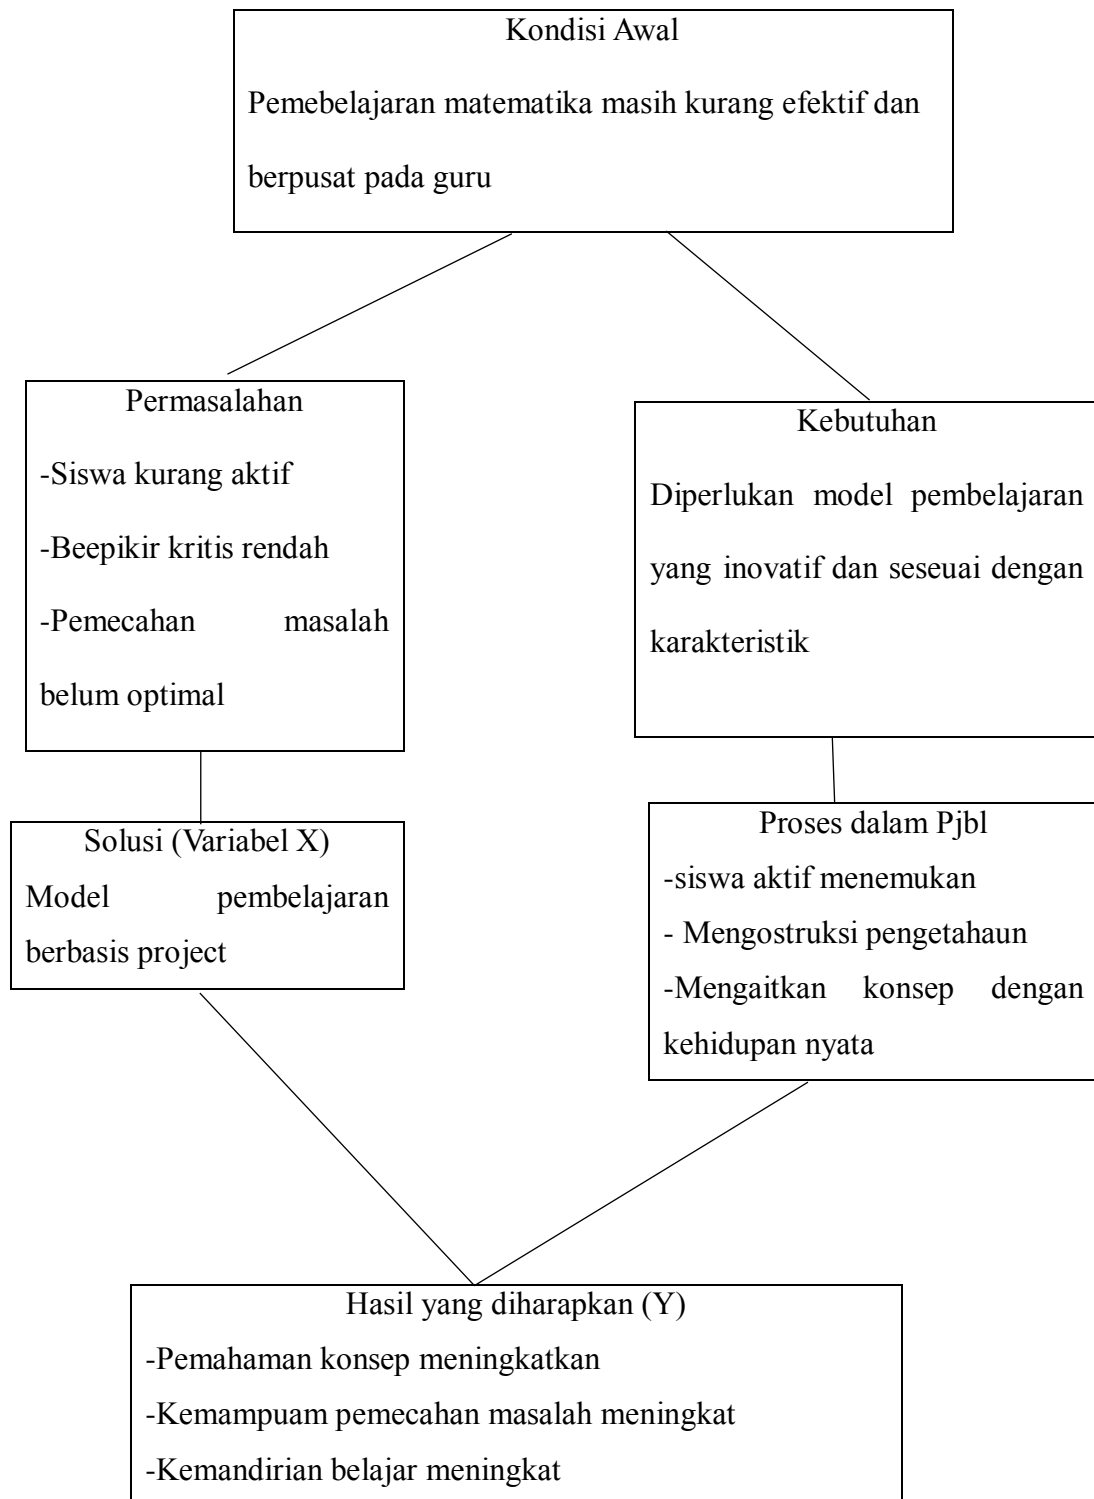 Kondisi Awal
Pemebelajaran matematika masih kurang efektif dan
berpusat pada guru
Permasalahan
-Siswa kurang aktif
-Beepikir kritis rendah
-Pemecahan masalah
belum optimal
Kebutuhan
Diperlukan model pembelajaran
yang inovatif dan seseuai dengan
karakteristik
Solusi (Variabel X)
Model pembelajaran
berbasis project
Proses dalam Pjbl
-siswa aktif menemukan
- Mengostruksi pengetahaun
-Mengaitkan konsep dengan
kehidupan nyata
Hasil yang diharapkan (Y)
-Pemahaman konsep meningkatkan
-Kemampuam pemecahan masalah meningkat
-Kemandirian belajar meningkat